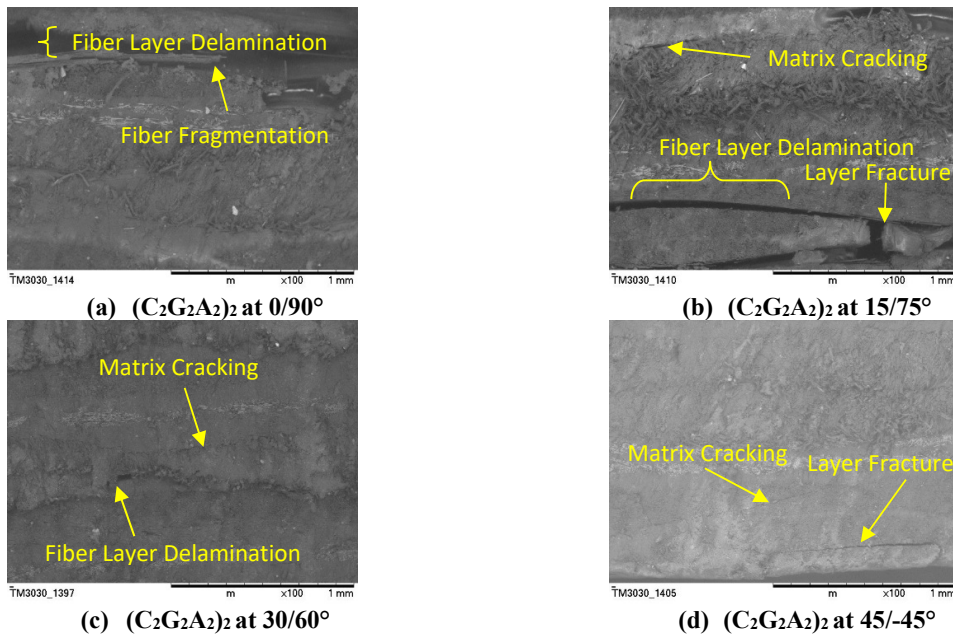 Fiber Layer Delamination
Fiber Fragmentation
TM3030_1414 m x100 1 mm
(a) (C₂G₂A₂)₂ at 0/90°
Matrix Cracking
Fiber Layer Delamination
Layer Fracture
TM3030_1410 m x100 1 mm
(b) (C₂G₂A₂)₂ at 15/75°
Matrix Cracking
Fiber Layer Delamination
TM3030_1397 m x100 1 mm
(c) (C₂G₂A₂)₂ at 30/60°
Matrix Cracking
Layer Fracture
TM3030_1405 m x100 1 mm
(d) (C₂G₂A₂)₂ at 45/-45°